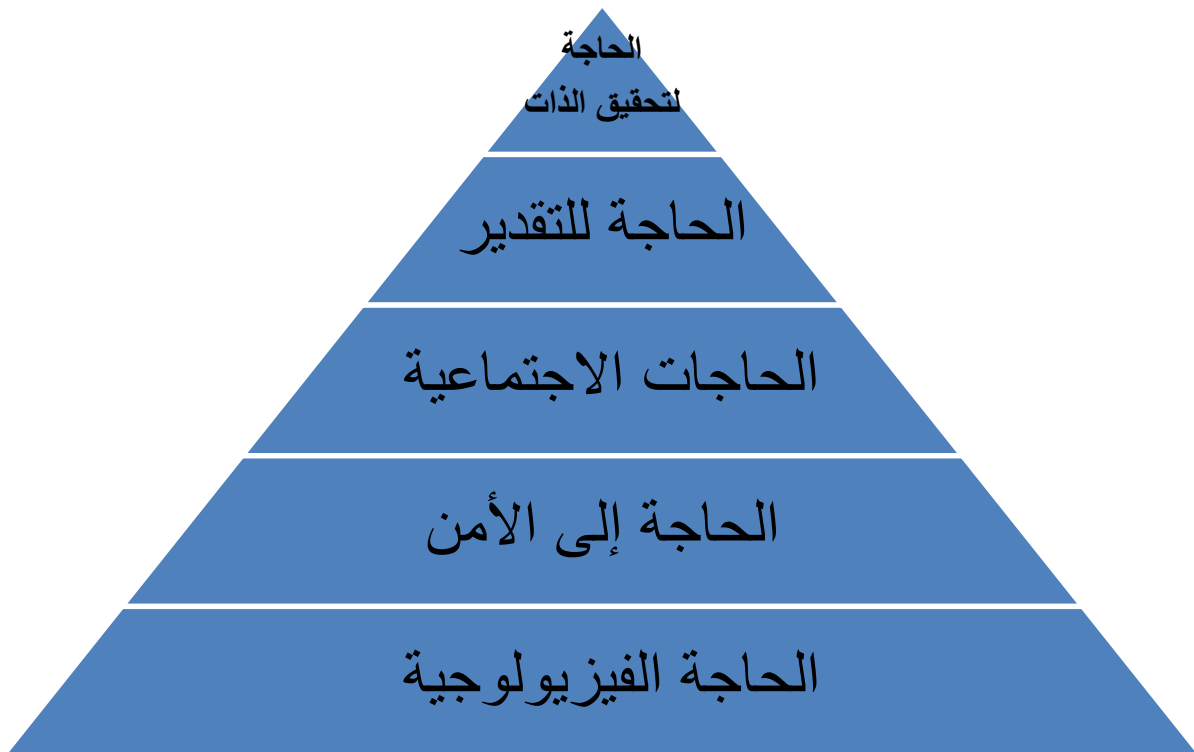 الحاجة
لتحقيق الذات
الحاجة للتقدير
الحاجات الاجتماعية
الحاجة إلى الأمن
الحاجة الفيزيولوجية